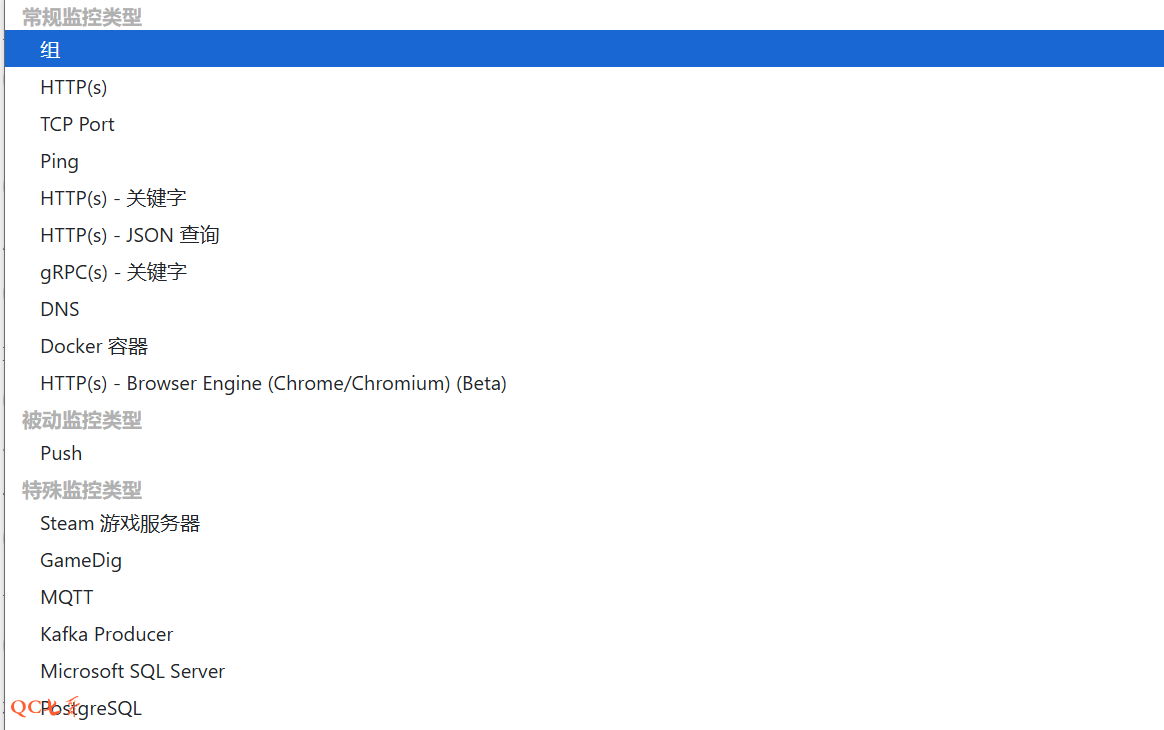 常规监控类型
组
HTTP(s)
TCP Port
Ping
HTTP(s) - 关键字
HTTP(s) - JSON 查询
gRPC(s) - 关键字
DNS
Docker 容器
HTTP(s) - Browser Engine (Chrome/Chromium) (Beta)
被动监控类型
Push
特殊监控类型
Steam 游戏服务器
GameDig
MQTT
Kafka Producer
Microsoft SQL Server
PostgreSQL